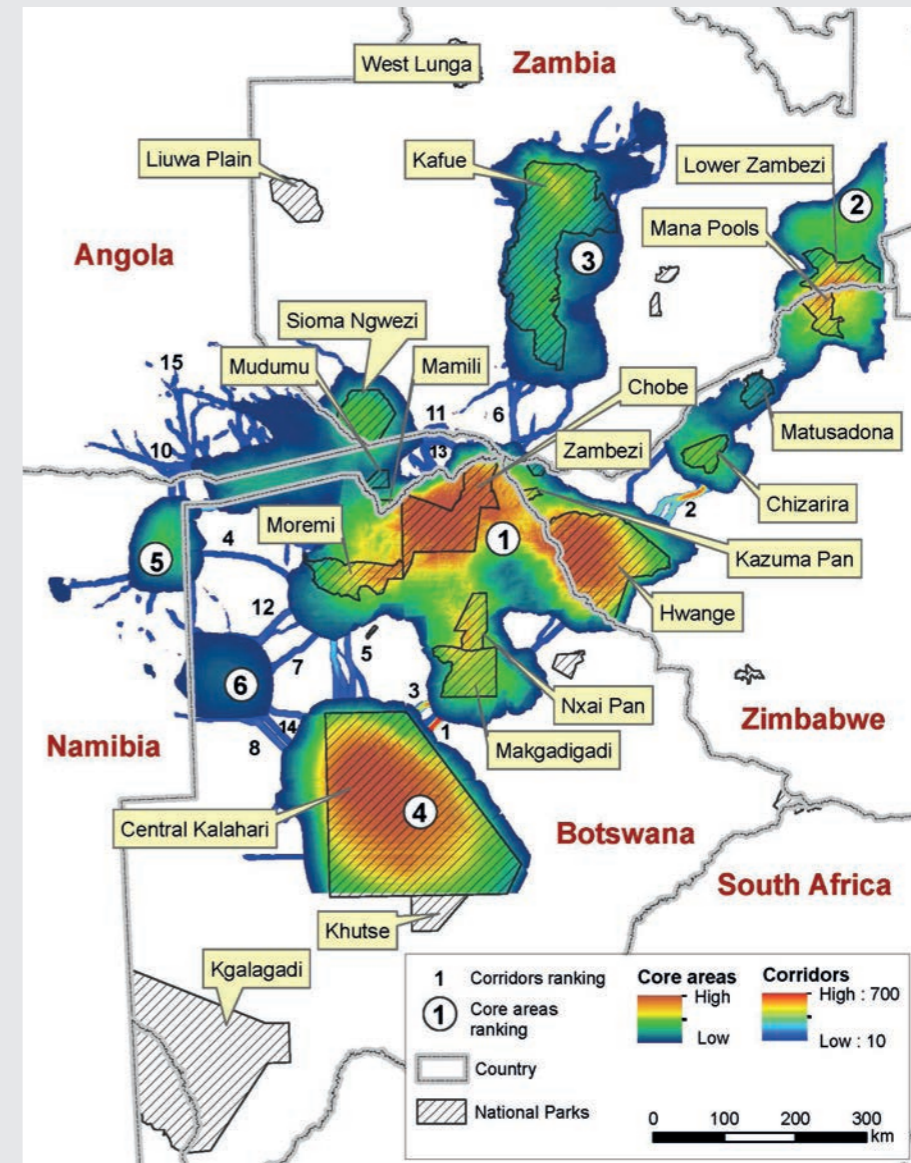 West Lunga
Zambia
Liuwa Plain
Kafue
Lower Zambezi
2
Mana Pools
Angola
3
Sioma Ngwezi
Mudumu
Mamili
Chobe
15
11
6
Zambezi
Matusadona
10
13
Chizarira
Moremi
2
1
4
5
Kazuma Pan
Hwange
12
5
7
6
Nxai Pan
3
Zimbabwe
14
1
Namibia
8
Makgadigadi
4
Central Kalahari
Botswana
South Africa
Khutse
Kgalagadi
1 Corridors ranking
1 Core areas
ranking
Country
National Parks
Core areas
High
Low
Corridors
High : 700
Low : 10
0 100 200 300
km